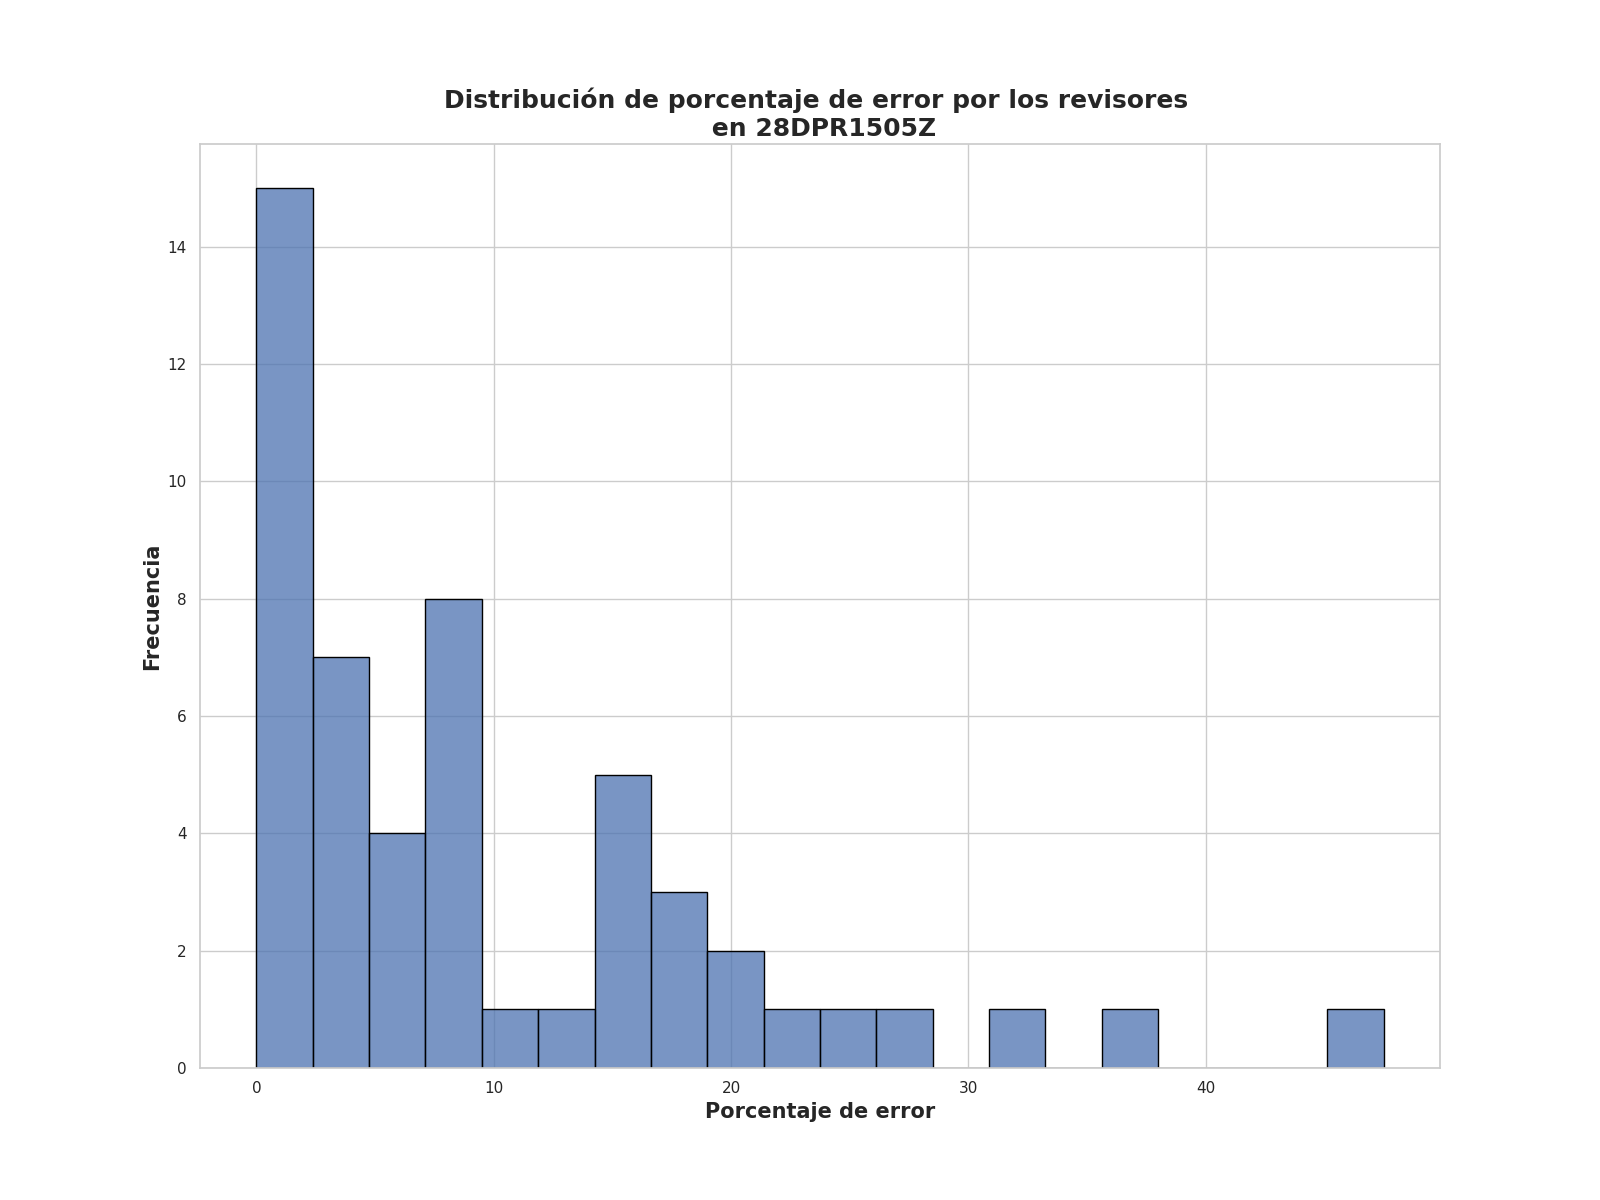 Distribución de porcentaje de error por los revisores
en 28DPR1505Z
14
12
10
8
6
4
2
0
Frecuencia
0 10 20 30 40
Porcentaje de error